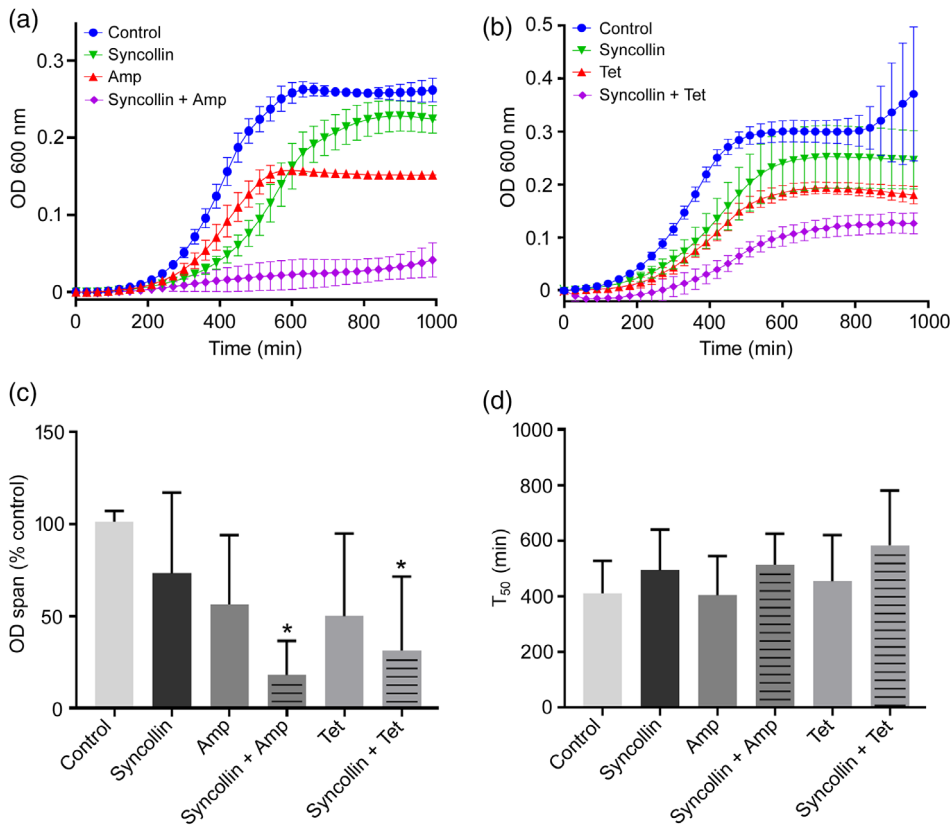 (a)
Control
Syncollin
Amp
Syncollin + Amp
OD 600 nm
0.3
0.2
0.1
0
0 200 400 600 800 1000
Time (min)
(b)
Control
Syncollin
Tet
Syncollin + Tet
OD 600 nm
0.5
0.4
0.3
0.2
0.1
0
0 200 400 600 800 1000
Time (min)
(c)
OD span (% control)
150
100
50
0
* *
Control Syncollin Amp Syncollin + Amp Tet Syncollin + Tet
(d)
T50 (min)
1000
800
600
400
200
0
Control Syncollin Amp Syncollin + Amp Tet Syncollin + Tet